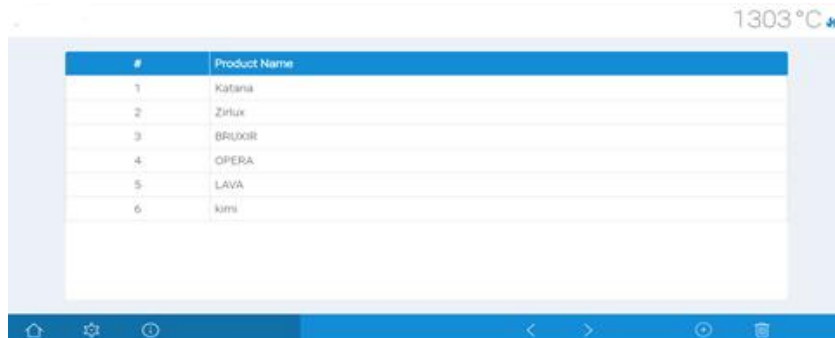 1303°C
# Product Name
1 Katana
2 Zirlux
3 BRUXIR
4 OPERA
5 LAVA
6 kimi